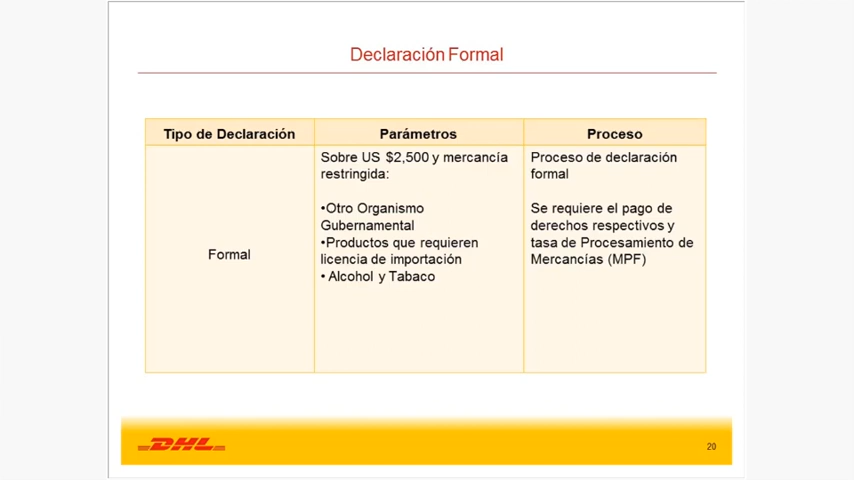 Declaración Formal
Tipo de Declaración
Parámetros
Proceso
Formal
Sobre US $2,500 y mercancía
restringida:
•Otro Organismo
Gubernamental
•Productos que requieren
licencia de importación
• Alcohol y Tabaco
Proceso de declaración
formal
Se requiere el pago de
derechos respectivos y
tasa de Procesamiento de
Mercancías (MPF)
DHL
20